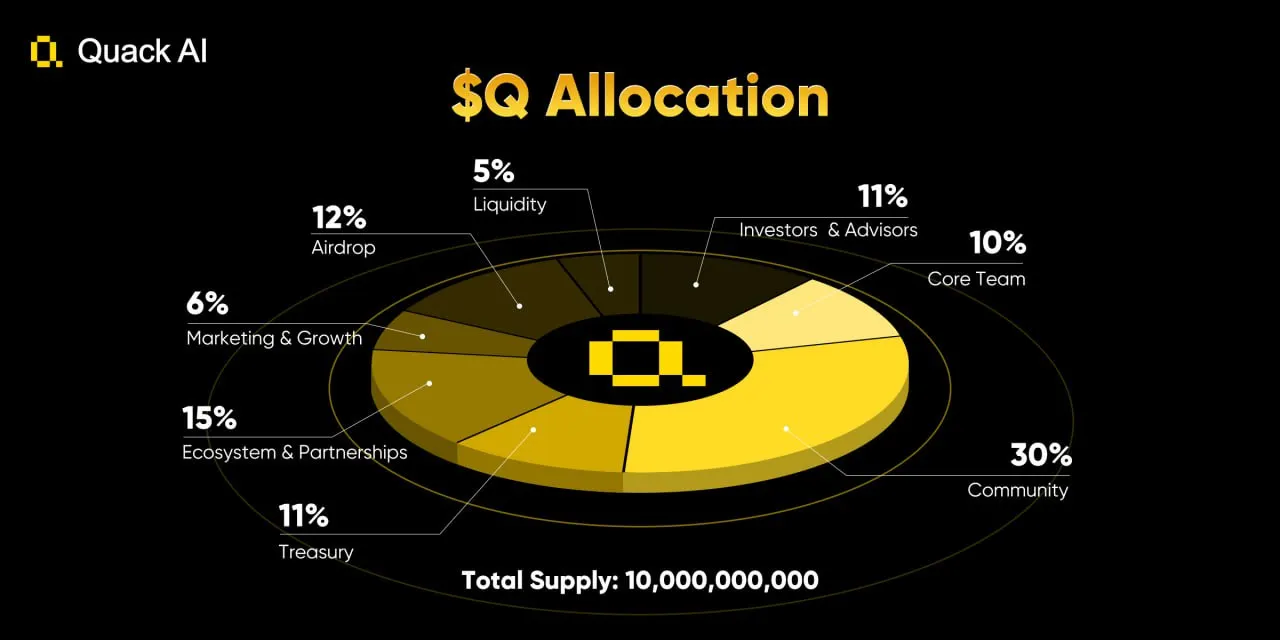 Quack AI
$Q Allocation
5%
Liquidity
11%
Investors & Advisors
12%
Airdrop
10%
Core Team
6%
Marketing & Growth
15%
Ecosystem & Partnerships
30%
Community
11%
Treasury
Total Supply: 10,000,000,000